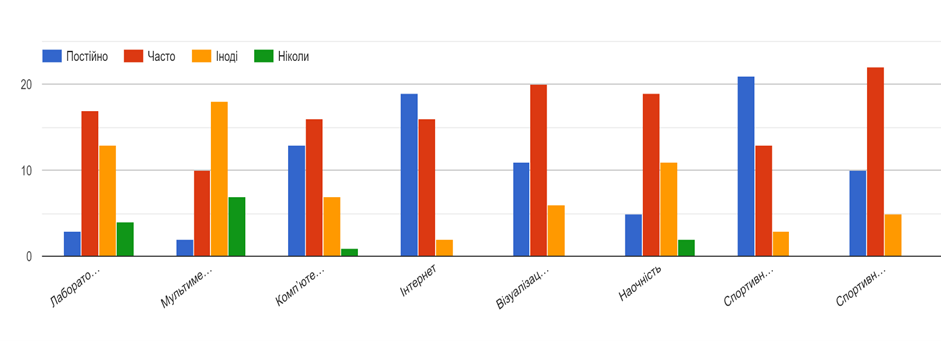 Постійно Часто Іноді Ніколи
20
10
0
Лаборато…
Мультиме…
Комп'юте…
Інтернет
Візуалізац…
Наочність
Спортивн…
Спортивн…